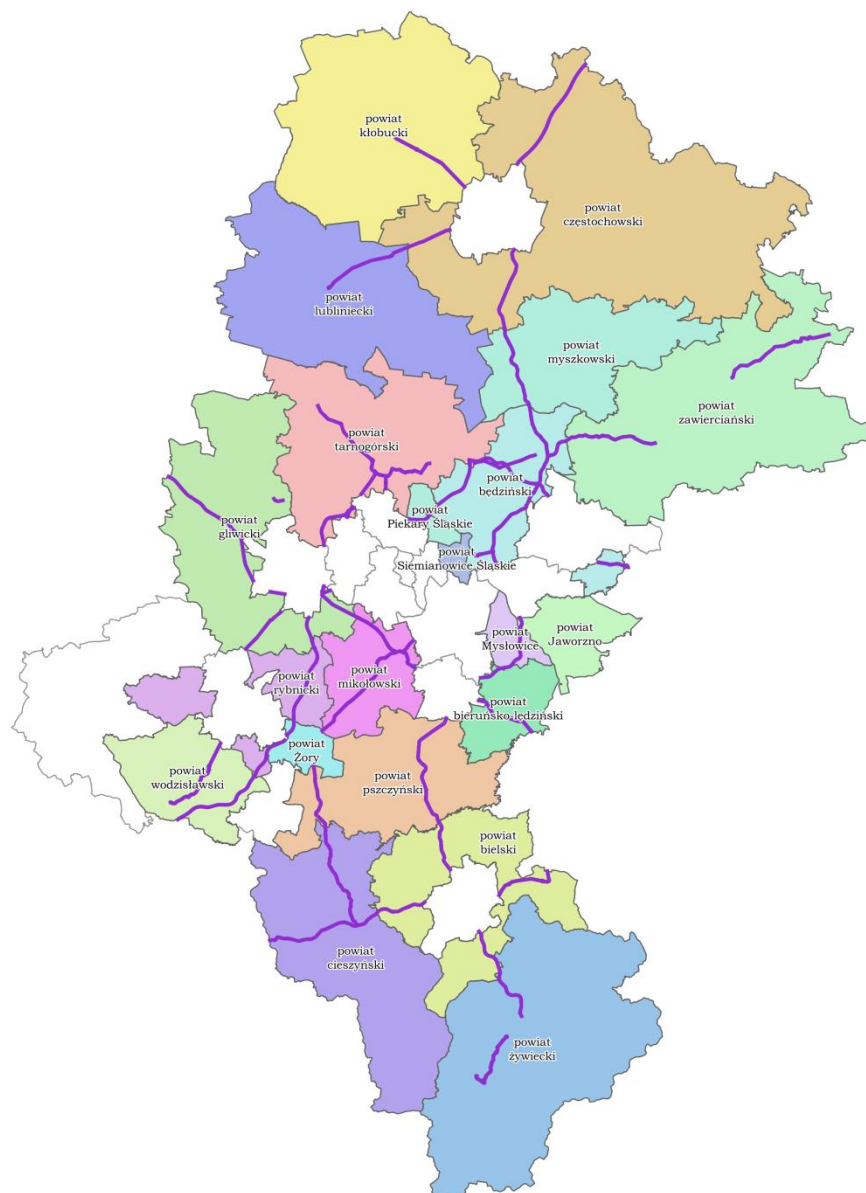 powiat
kłobucki
powiat
częstochowski
powiat
lubliniecki
powiat
myszkowski
powiat
zawierciański
powiat
tarnogórski
powiat
będziński
powiat
Piekary Śląskie
powiat
gliwicki
powiat
Siemianowice Śląskie
powiat
Mysłowice
powiat
Jaworzno
powiat
rybnicki
powiat
mikołowski
powiat
bieruńsko-lędziński
powiat
Żory
powiat
wodzisławski
powiat
pszczyński
powiat
bielski
powiat
cieszyński
powiat
żywiecki